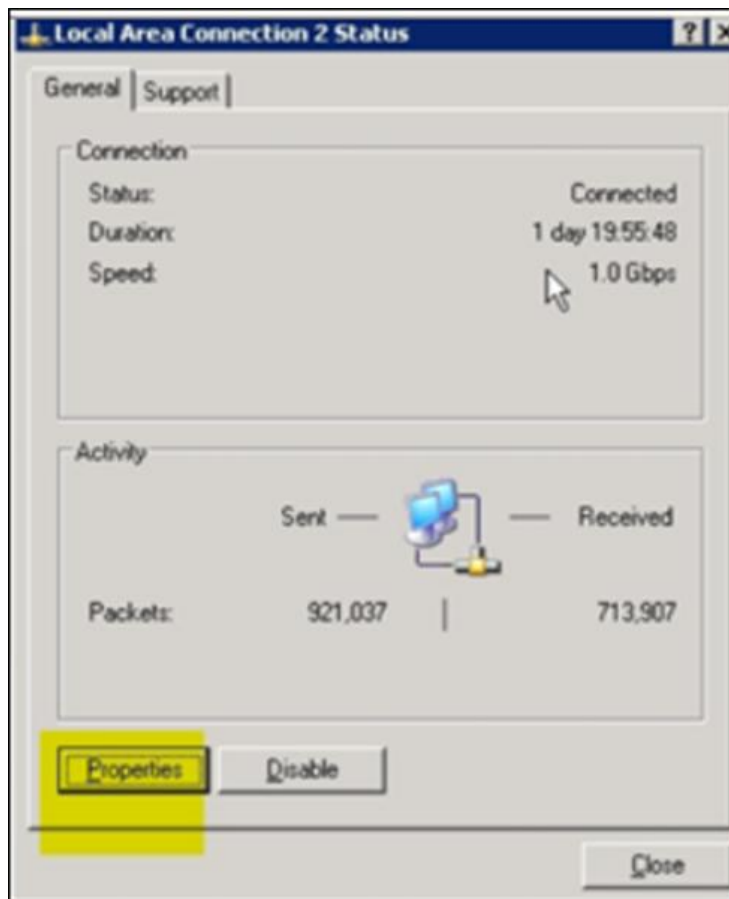 Local Area Connection 2 Status
General Support
Connection
Status: Connected
Duration: 1 day 19:55:48
Speed: 1.0 Gbps
Activity
Sent Received
Packets: 921,037 713,907
Properties Disable
Close